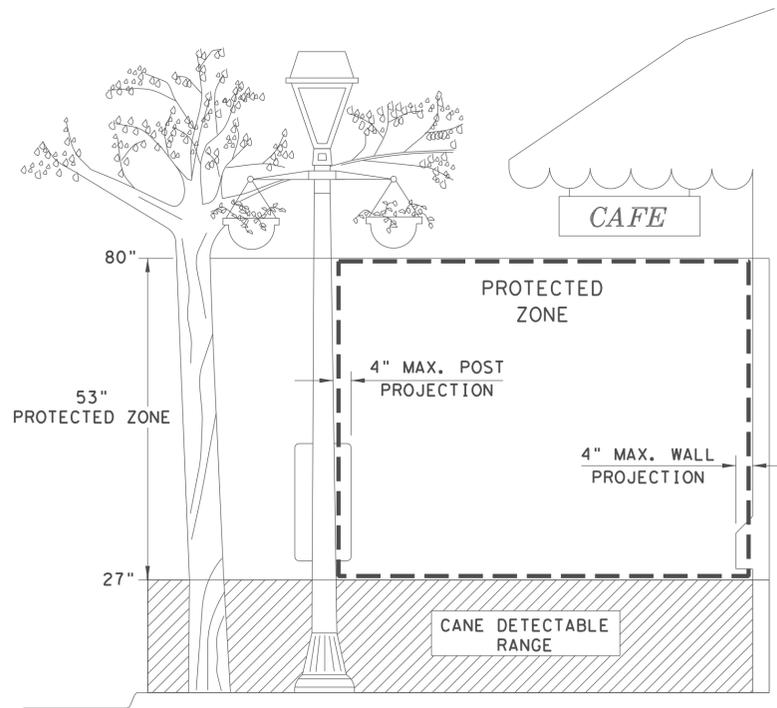 CAFE
80"
PROTECTED
ZONE
4" MAX. POST
PROJECTION
53"
PROTECTED ZONE
4" MAX. WALL
PROJECTION
27"
CANE DETECTABLE
RANGE